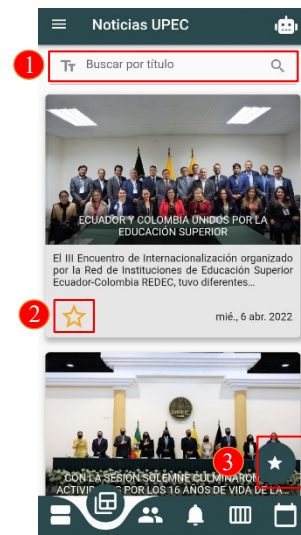 Noticias UPEC
1
Tт Buscar por título
ECUADOR Y COLOMBIA UNIDOS POR LA
EDUCACIÓN SUPERIOR
El III Encuentro de Internacionalización organizado
por la Red de Instituciones de Educación Superior
Ecuador-Colombia REDEC, tuvo diferentes...
2
mié., 6 abr. 2022
3
CON LA SESIÓN SOLEMNE CULMINARON
ACTIVIDADES POR LOS 16 AÑOS DE VIDA DE LA...